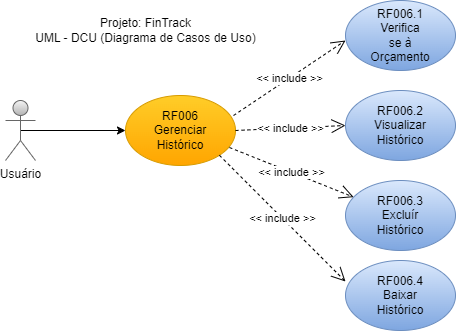 Projeto: FinTrack
UML - DCU (Diagrama de Casos de Uso)
Usuário
RF006
Gerenciar
Histórico
<< include >>
<< include >>
<< include >>
<< include >>
RF006.1
Verifica
se à
Orçamento
RF006.2
Visualizar
Histórico
RF006.3
Excluír
Histórico
RF006.4
Baixar
Histórico